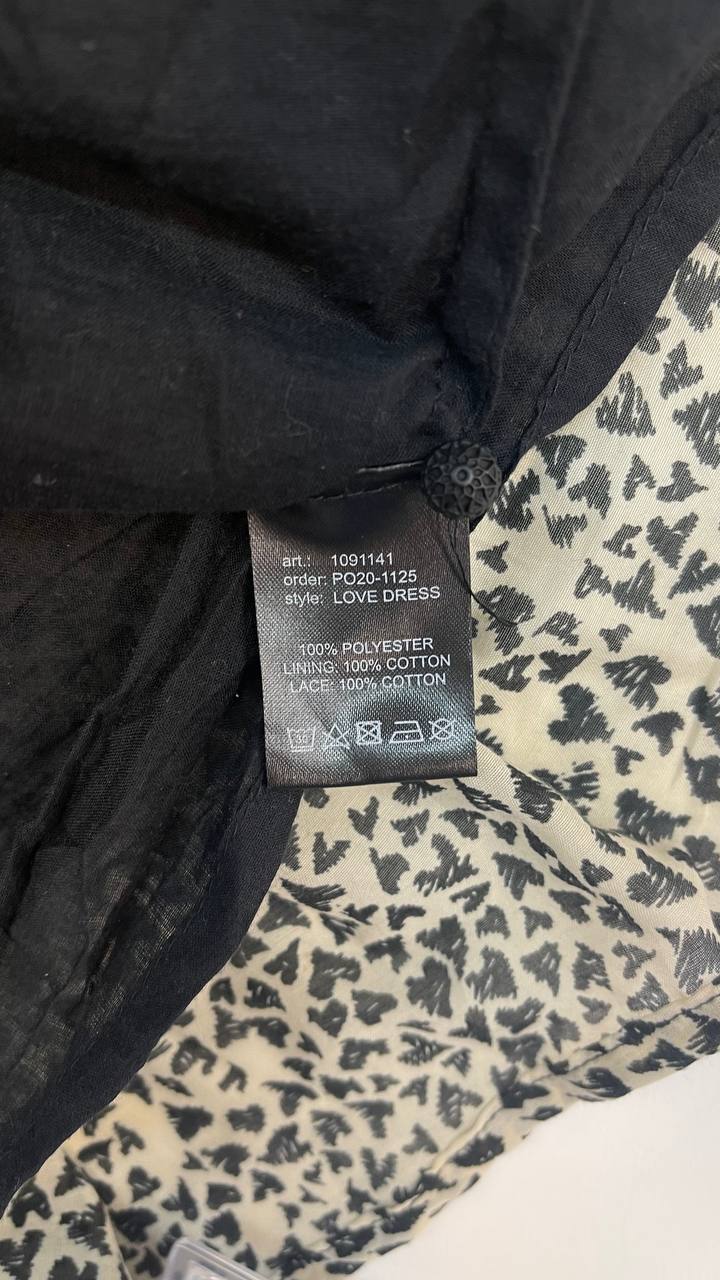 art.: 1091141
order: PO20-1125
style: LOVE DRESS
100% POLYESTER
LINING: 100% COTTON
LACE: 100% COTTON